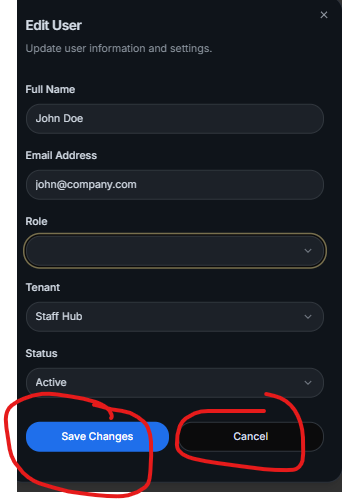 Edit User
Update user information and settings.
Full Name
John Doe
Email Address
john@company.com
Role
Tenant
Staff Hub
Status
Active
Save Changes
Cancel